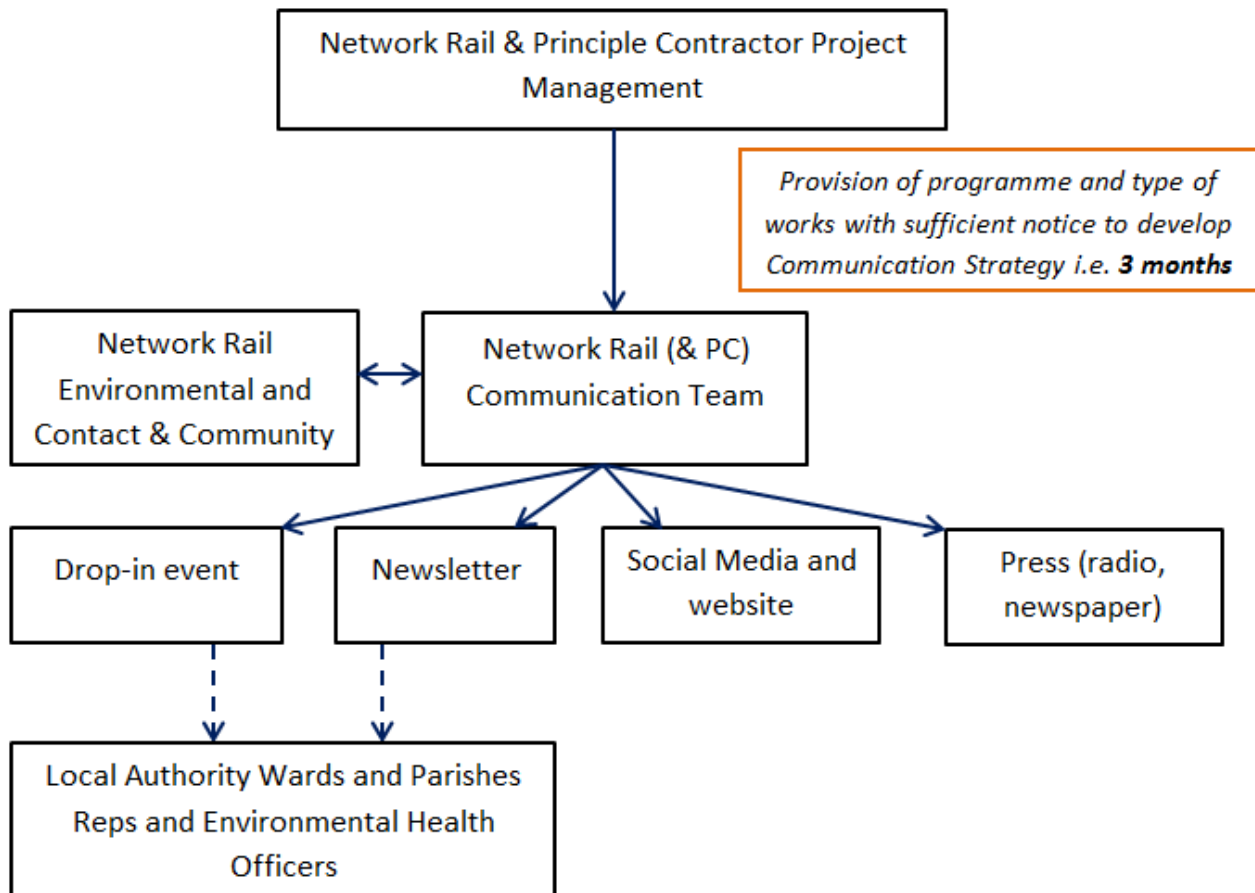 Network Rail & Principle Contractor Project
Management
Provision of programme and type of
works with sufficient notice to develop
Communication Strategy i.e. 3 months
Network Rail
Environmental and
Contact & Community
Network Rail (& PC)
Communication Team
Drop-in event
Newsletter
Social Media and
website
Press (radio,
newspaper)
Local Authority Wards and Parishes
Reps and Environmental Health
Officers